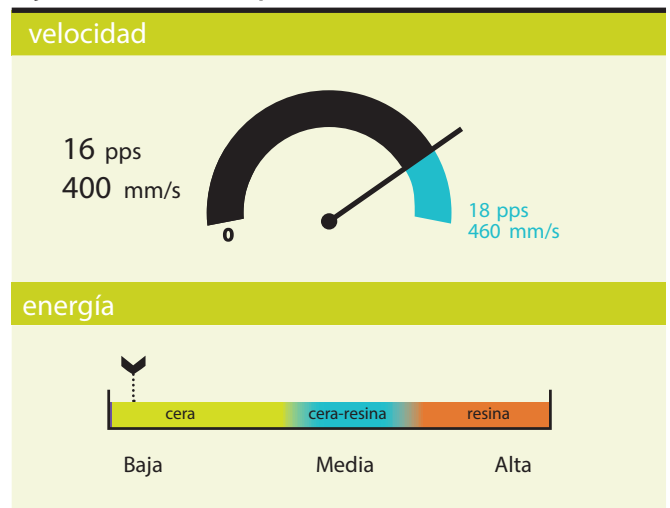 velocidad
16 pps
400 mm/s
0
18 pps
460 mm/s
energía
cera
cera-resina
resina
Baja
Media
Alta